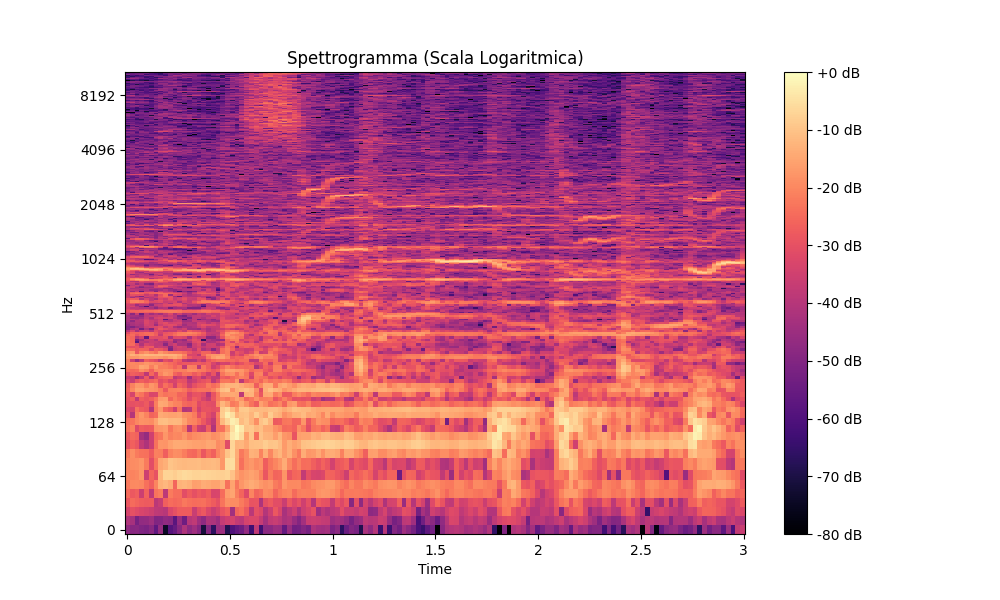 Spettrogramma (Scala Logaritmica)
Hz
8192
4096
2048
1024
512
256
128
64
0
0
0.5
1
1.5
2
2.5
3
Time
+0 dB
-10 dB
-20 dB
-30 dB
-40 dB
-50 dB
-60 dB
-70 dB
-80 dB